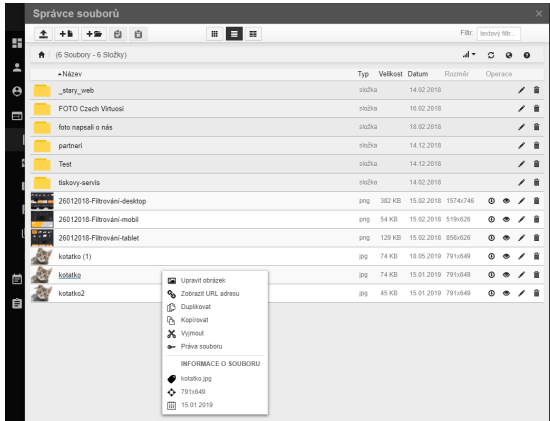 Správce souborů
Filtr: textový filtr...
(6 Soubory - 6 Složky)
Název Typ Velikost Datum Rozměr Operace
_stary_web složka 14.02.2018
FOTO Czech Virtuosi složka 16.02.2018
foto napsali o nás složka 18.02.2018
partneri složka 14.12.2018
Test složka 14.12.2018
tiskovy-servis složka 14.02.2018
26012018-Filtrování-desktop png 382 KB 15.02.2018 1574x746
26012018-Filtrování-mobil png 54 KB 15.02.2018 519x626
26012018-Filtrování-tablet png 129 KB 15.02.2018 856x626
kotatko (1) jpg 74 KB 18.05.2019 791x649
kotatko jpg 74 KB 15.01.2019 791x649
kotatko2 jpg 45 KB 15.01.2019 791x649
Upravit obrázek
Zobrazit URL adresu
Duplikovat
Kopírovat
Vyjmout
Práva souboru
INFORMACE O SOUBORU
kotatko.jpg
791x649
15.01.2019